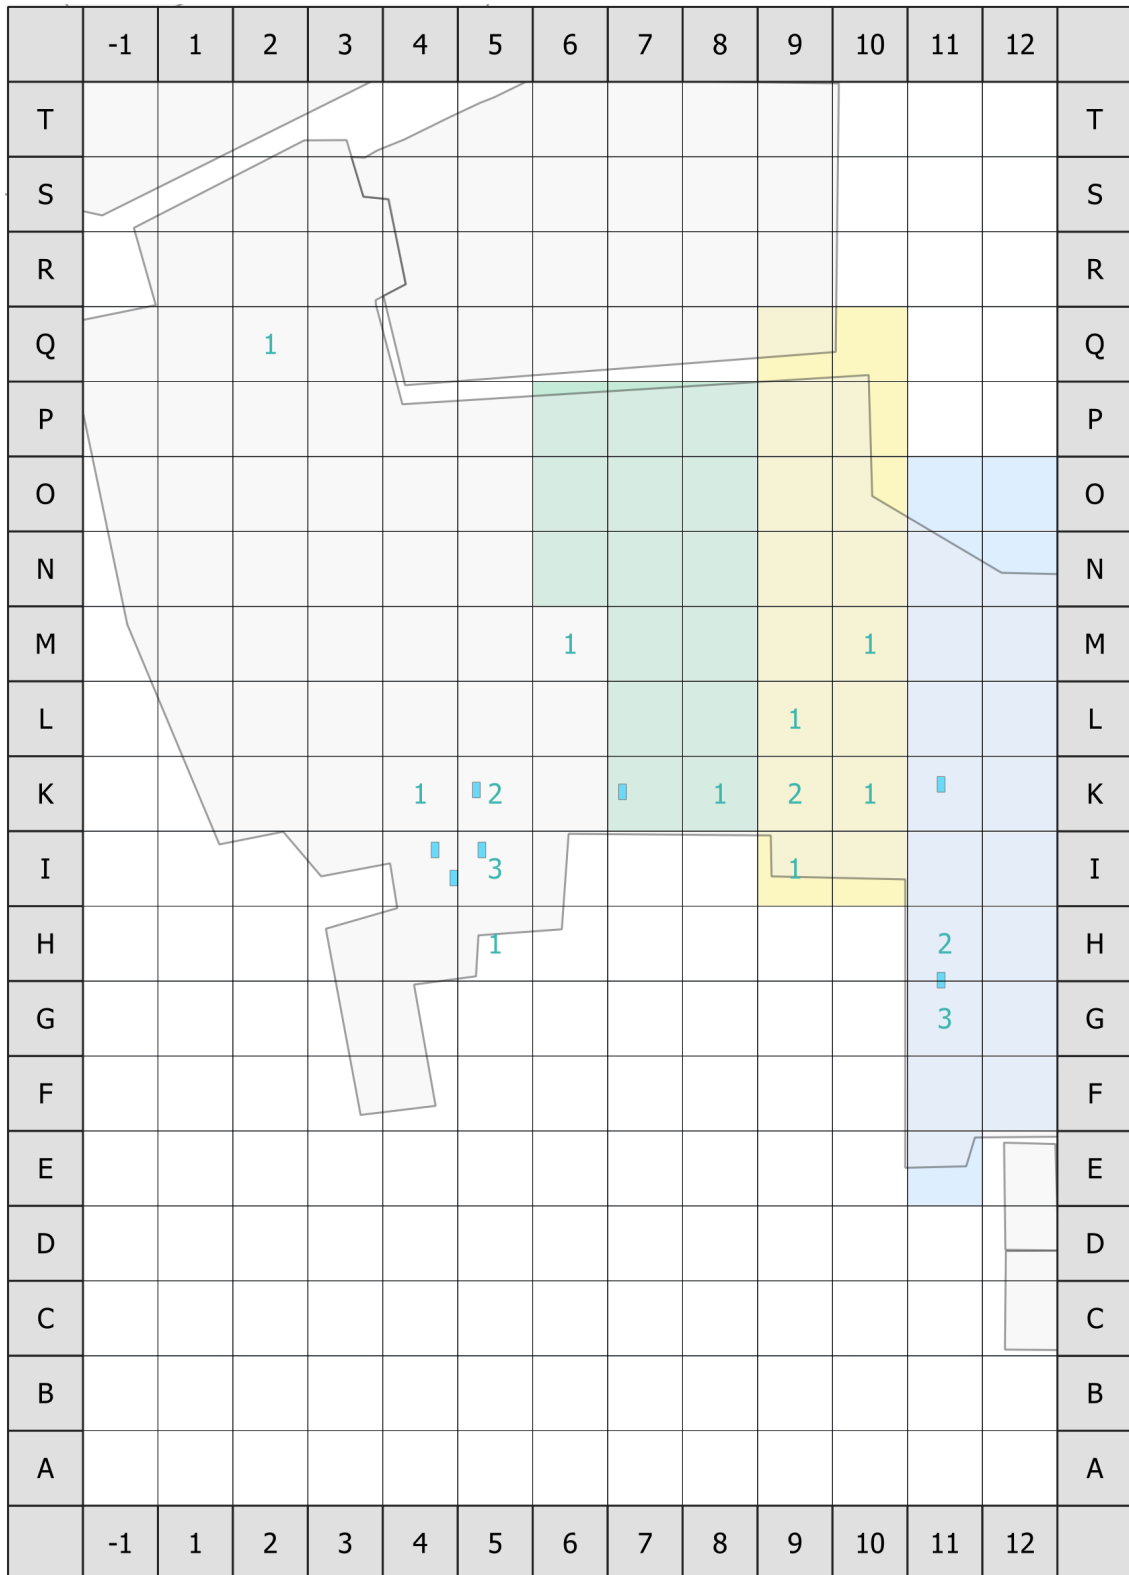 -1 1 2 3 4 5 6 7 8 9 10 11 12
T T
S S
R R
Q 1 Q
P P
O O
N N
M 1 1 M
L 1 L
K 1 2 1 2 1 K
I 3 1 I
H 1 2 H
G 3 G
F F
E E
D D
C C
B B
A A
-1 1 2 3 4 5 6 7 8 9 10 11 12